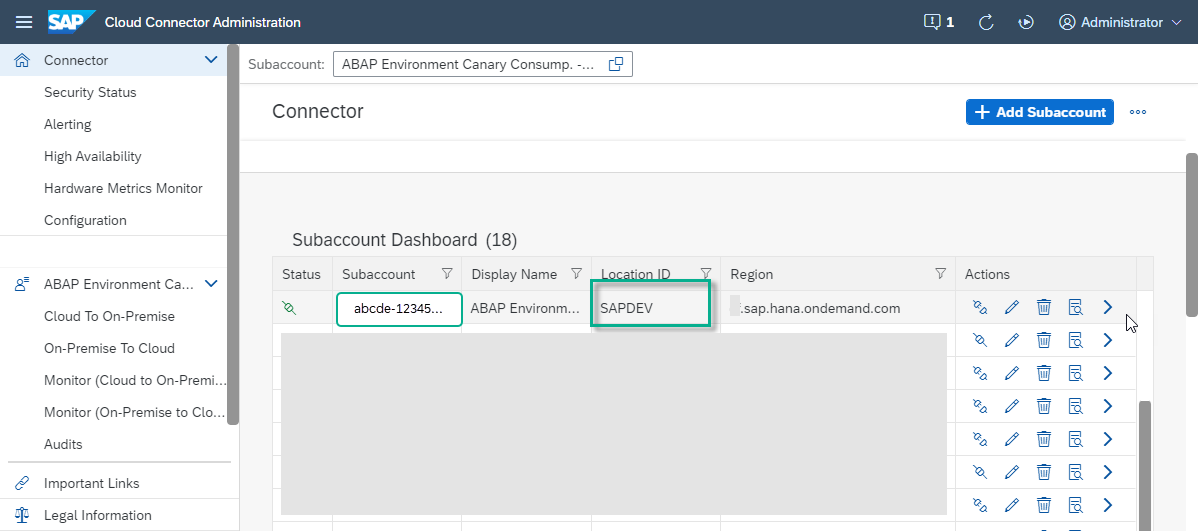 SAP Cloud Connector Administration 1 Administrator
Connector
Security Status
Alerting
High Availability
Hardware Metrics Monitor
Configuration
ABAP Environment Ca...
Cloud To On-Premise
On-Premise To Cloud
Monitor (Cloud to On-Premi...
Monitor (On-Premise to Clo...
Audits
Important Links
Legal Information
Subaccount: ABAP Environment Canary Consump. -...
Connector
Add Subaccount
Subaccount Dashboard (18)
Status Subaccount Display Name Location ID Region Actions
abcde-12345... ABAP Environm... SAPDEV .sap.hana.ondemand.com